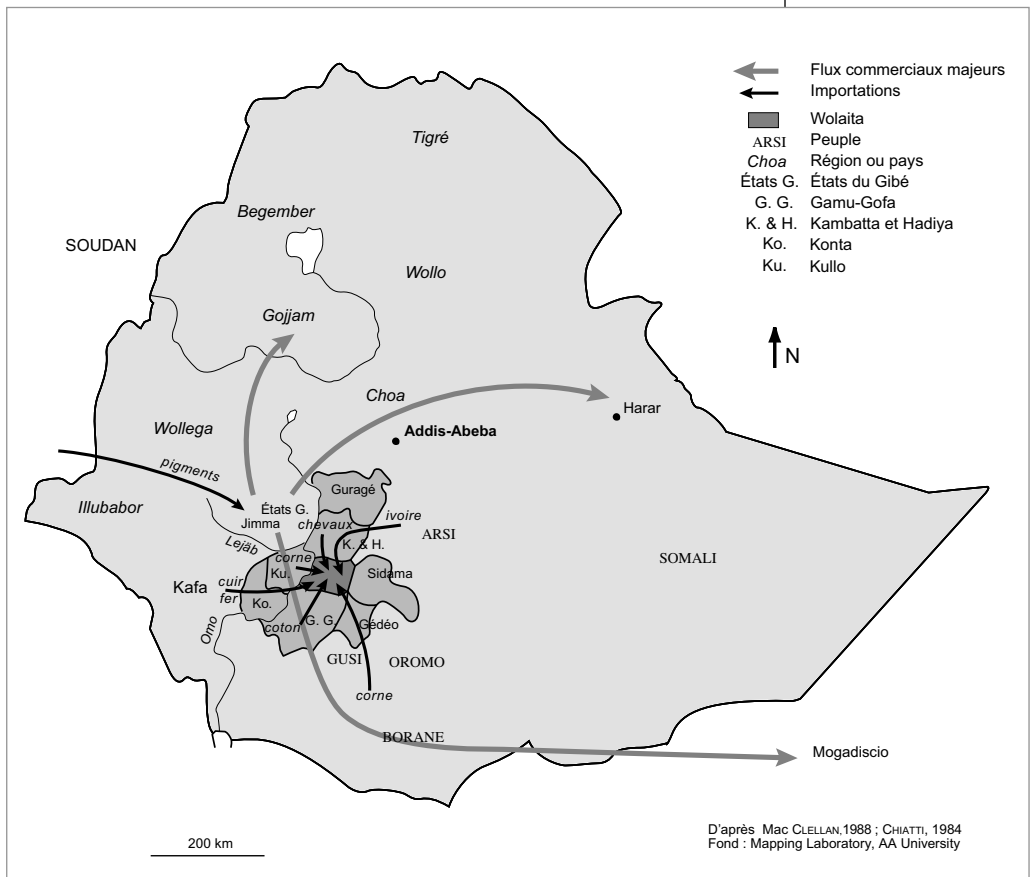 Flux commerciaux majeurs
Importations
Wolaita
ARSI Peuple
Choa Région ou pays
États G. États du Gibé
G. G. Gamu-Gofa
K. & H. Kambatta et Hadiya
Ko. Konta
Ku. Kullo
N
Tigré
Begember
SOUDAN
Wollo
Gojjam
Choa
Harar
Wollega
Addis-Abeba
pigments
Guragé
Illubabor
États G.
Jimma
chevaux
ivoire
ARSI
Lejäb
K. & H.
corne
SOMALI
Ku.
Sidama
Kafa
cuir
fer
Ko.
coton
G. G.
Gédéo
Omo
GUSI
OROMO
corne
BORANE
Mogadiscio
200 km
D'après Mac CLELLAN,1988 ; CHIATTI, 1984
Fond : Mapping Laboratory, AA University